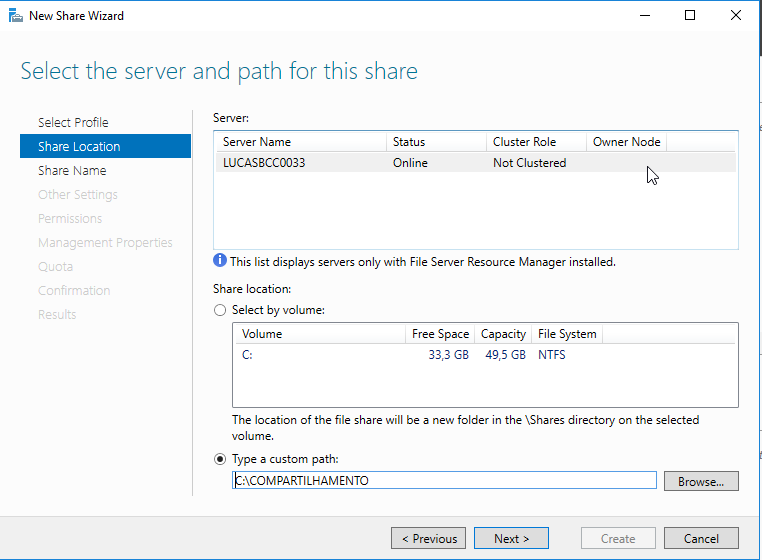 New Share Wizard
Select the server and path for this share
Select Profile
Share Location
Share Name
Other Settings
Permissions
Management Properties
Quota
Confirmation
Results
Server:
Server Name Status Cluster Role Owner Node
LUCASBCC0033 Online Not Clustered
This list displays servers only with File Server Resource Manager installed.
Share location:
Select by volume:
Volume Free Space Capacity File System
C: 33,3 GB 49,5 GB NTFS
The location of the file share will be a new folder in the \Shares directory on the selected
volume.
Type a custom path:
C:\COMPARTILHAMENTO
Browse...
< Previous Next > Create Cancel